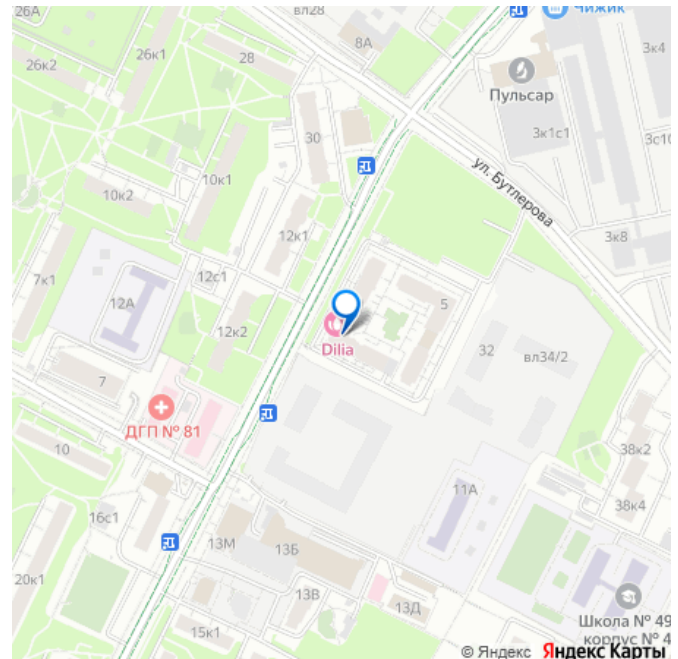 26А
вл28
Чижик
26к2
26к1
28
8А
3к4
Пульсар
30
3к1с1
3с10
10к1
ул. Бутлерова
10к2
12к1
3к8
7к1
12с1
12А
5
12к2
Dilia
32
вл34/2
7
ДГП № 81
10
38к2
11А
16с1
38к4
13М
13Б
20к1
13В
13Д
Школа № 49
корпус № 4
15к1
© Яндекс Яндекс Карты